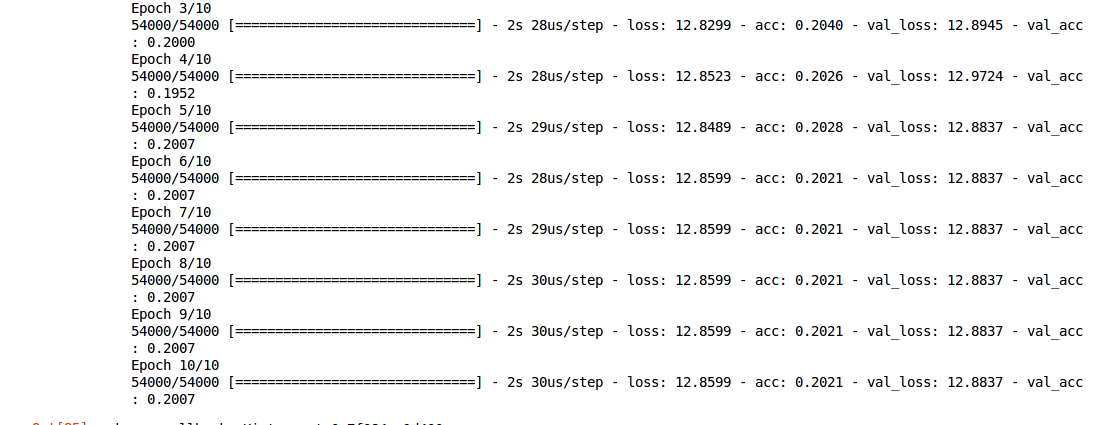 Epoch 3/10
54000/54000 [==============================] - 2s 28us/step - loss: 12.8299 - acc: 0.2040 - val_loss: 12.8945 - val_acc
: 0.2000
Epoch 4/10
54000/54000 [==============================] - 2s 28us/step - loss: 12.8523 - acc: 0.2026 - val_loss: 12.9724 - val_acc
: 0.1952
Epoch 5/10
54000/54000 [==============================] - 2s 29us/step - loss: 12.8489 - acc: 0.2028 - val_loss: 12.8837 - val_acc
: 0.2007
Epoch 6/10
54000/54000 [==============================] - 2s 28us/step - loss: 12.8599 - acc: 0.2021 - val_loss: 12.8837 - val_acc
: 0.2007
Epoch 7/10
54000/54000 [==============================] - 2s 29us/step - loss: 12.8599 - acc: 0.2021 - val_loss: 12.8837 - val_acc
: 0.2007
Epoch 8/10
54000/54000 [==============================] - 2s 30us/step - loss: 12.8599 - acc: 0.2021 - val_loss: 12.8837 - val_acc
: 0.2007
Epoch 9/10
54000/54000 [==============================] - 2s 30us/step - loss: 12.8599 - acc: 0.2021 - val_loss: 12.8837 - val_acc
: 0.2007
Epoch 10/10
54000/54000 [==============================] - 2s 30us/step - loss: 12.8599 - acc: 0.2021 - val_loss: 12.8837 - val_acc
: 0.2007